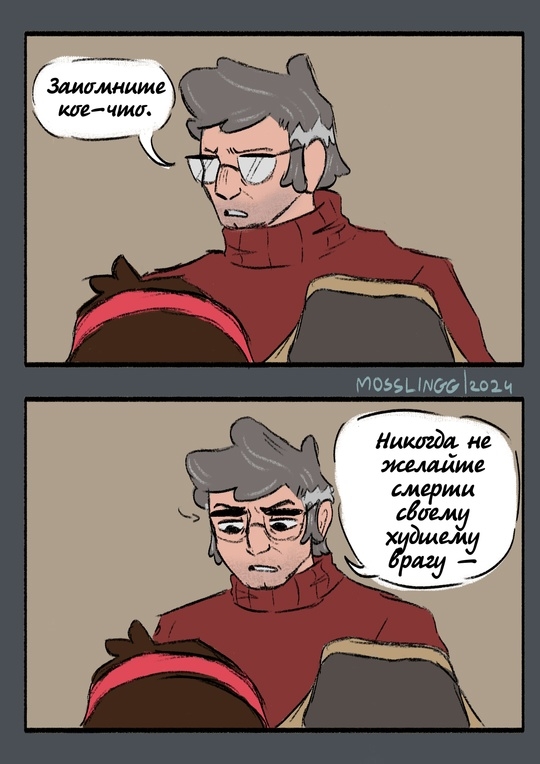 Запомните
кое-что.
MOSSLINGG|2024
Никогда не
желайте
смерти
своему
худшему
врагу —